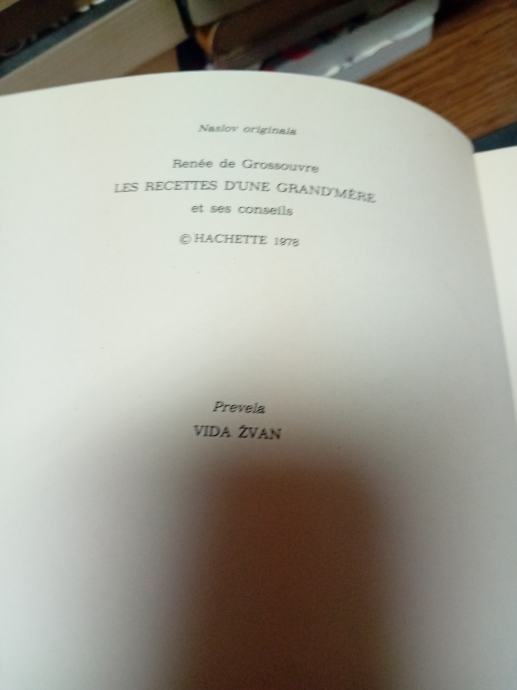 Naslov originala
Renée de Grossouvre
LES RECETTES D'UNE GRAND'MÈRE
et ses conseils
© HACHETTE 1978
Prevela
VIDA ŽVAN